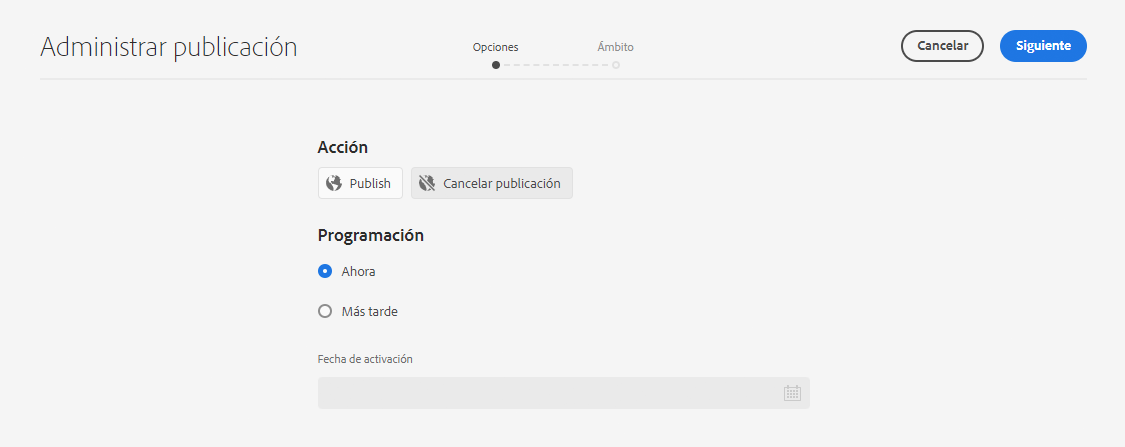 Administrar publicación
Opciones
Ámbito
Cancelar
Siguiente
Acción
Publish
Cancelar publicación
Programación
Ahora
Más tarde
Fecha de activación